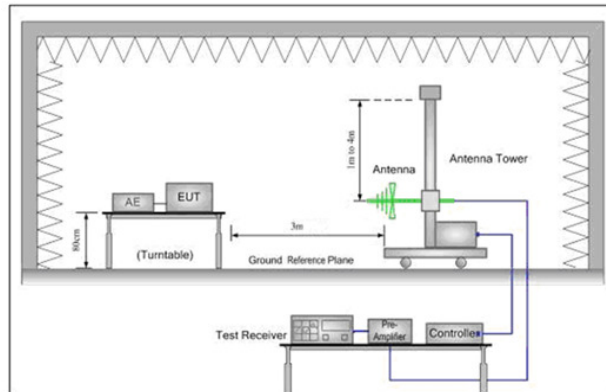 1m to 4m
Antenna
Antenna Tower
AE
EUT
80cm
(Turntable)
3m
Ground Reference Plane
Test Receiver
Pre-
Amplifier
Controller